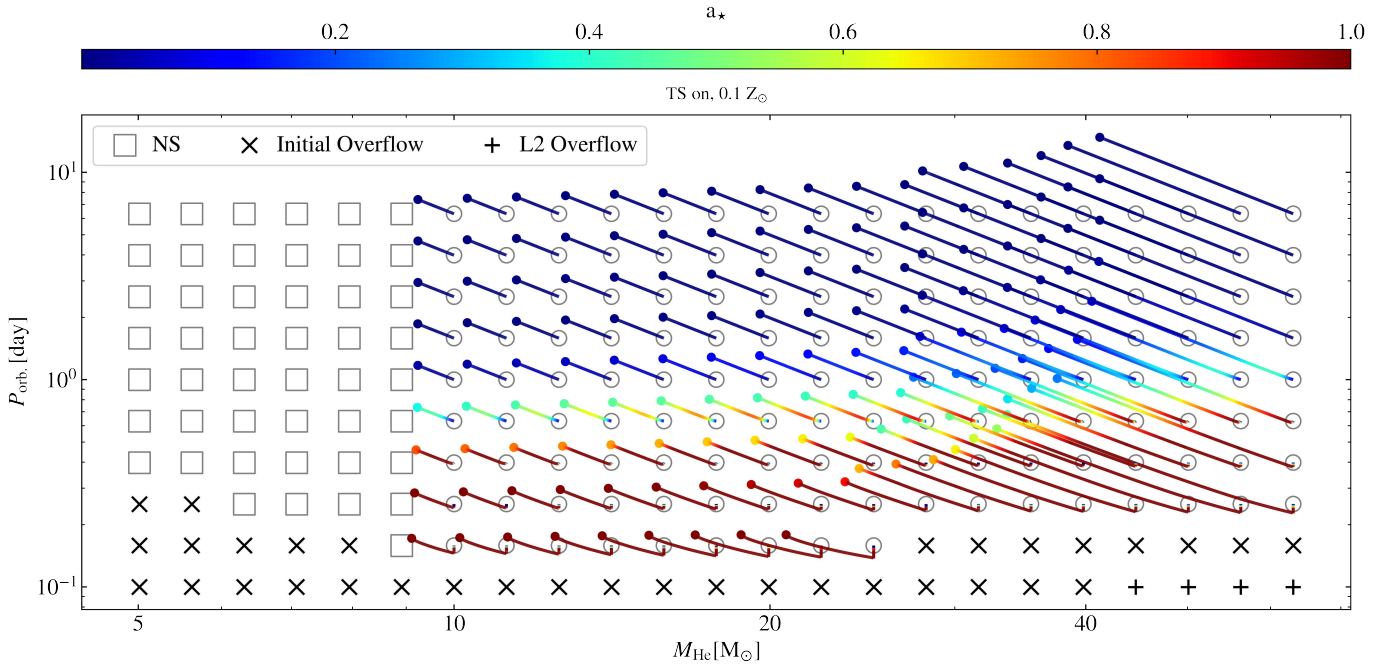 a⋆
0.2 0.4 0.6 0.8 1.0
TS on, 0.1 Z⊙
NS Initial Overflow L2 Overflow
10¹
10⁰
10⁻¹
P_orb. [day]
5 10 20 40
M_He[M⊙]